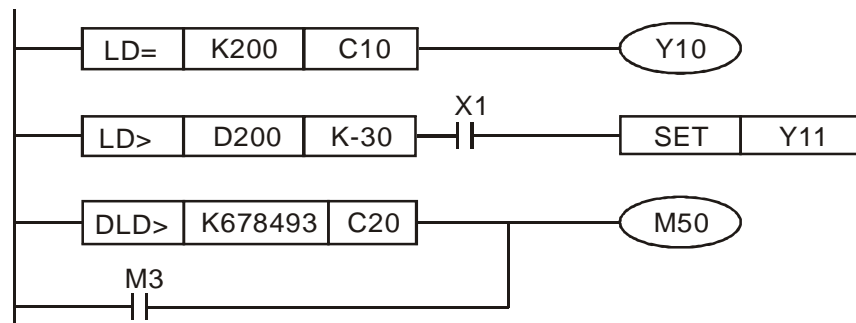 LD= K200 C10 Y10
X1
LD> D200 K-30 SET Y11
DLD> K678493 C20 M50
M3